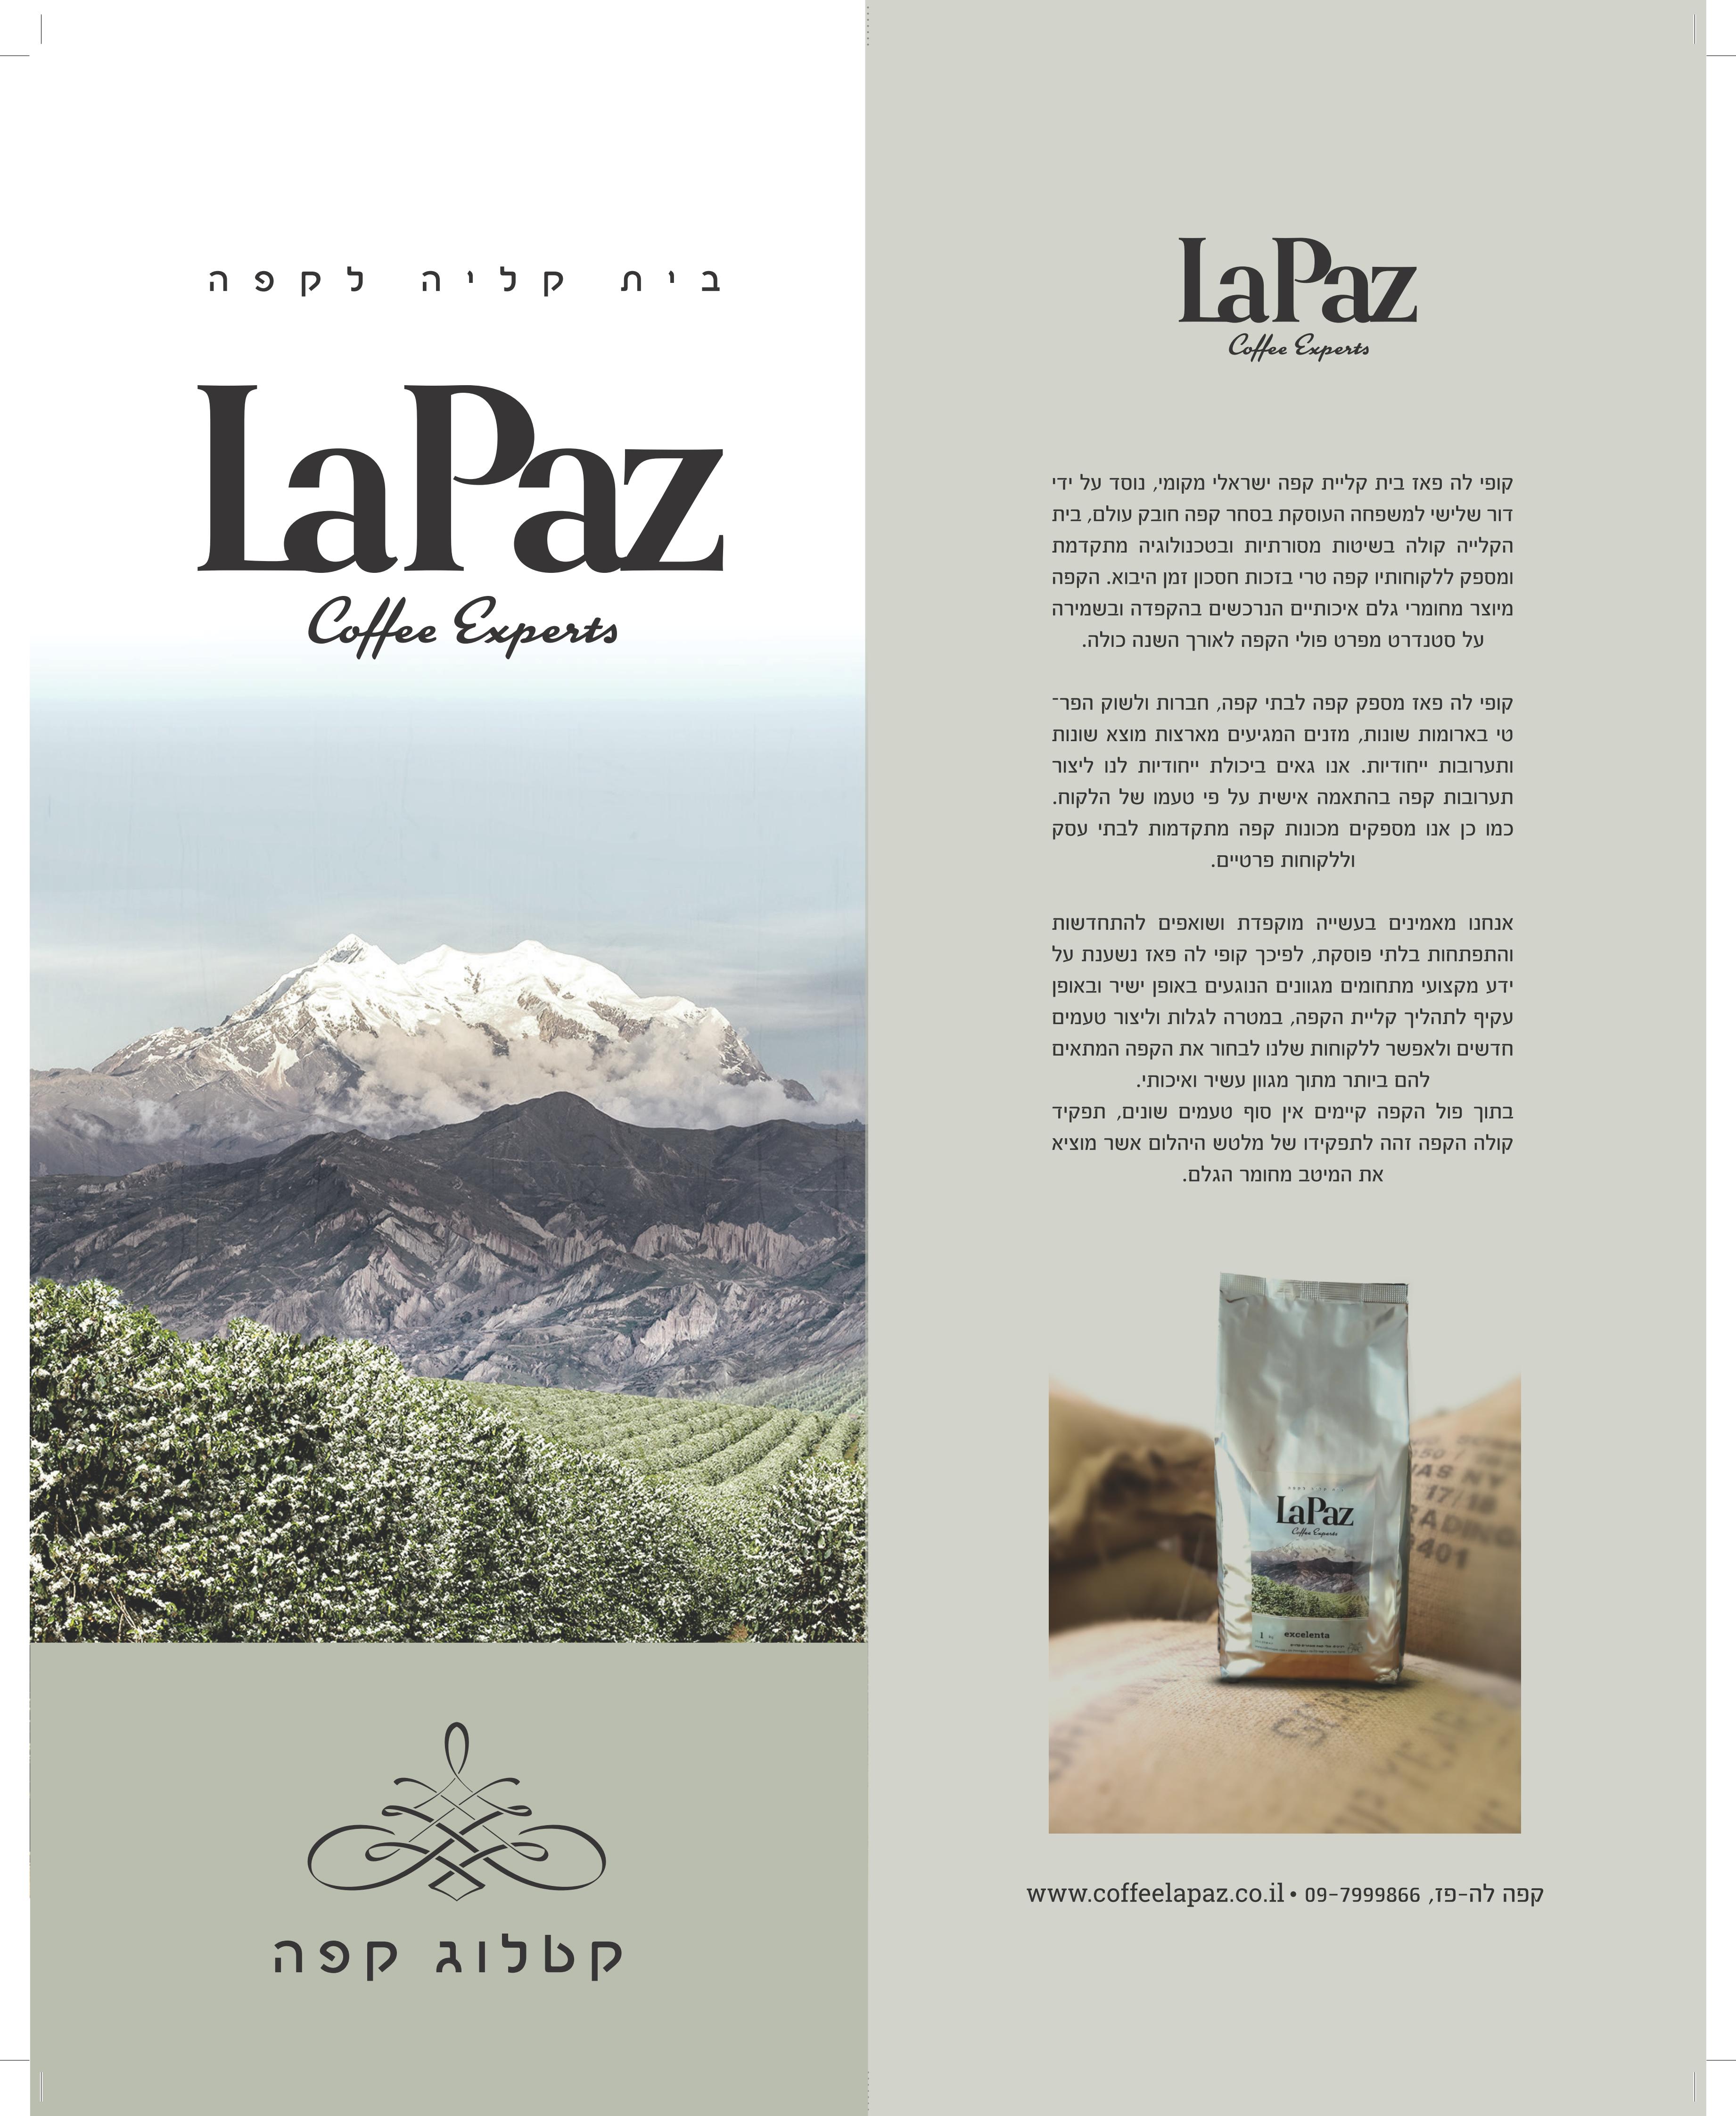 בית קליה לקפה
LaPaz
Coffee Experts
קטלוג קפה
LaPaz
Coffee Experts
קופי לה פאז בית קליית קפה ישראלי מקומי, נוסד על ידי
דור שלישי למשפחה העוסקת בסחר קפה חובק עולם, בית
הקלייה קולה בשיטות מסורתיות ובטכנולוגיה מתקדמת
ומספק ללקוחותיו קפה טרי בזכות חסכון זמן היבוא. הקפה
מיוצר מחומרי גלם איכותיים הנרכשים בהקפדה ובשמירה
על סטנדרט מפרט פולי הקפה לאורך השנה כולה.
קופי לה פאז מספק קפה לבתי קפה, חברות ולשוק הפר־
טי בארומות שונות, מזנים המגיעים מארצות מוצא שונות
ותערובות ייחודיות. אנו גאים ביכולת ייחודיות לנו ליצור
תערובות קפה בהתאמה אישית על פי טעמו של הלקוח.
כמו כן אנו מספקים מכונות קפה מתקדמות לבתי עסק
וללקוחות פרטיים.
אנחנו מאמינים בעשייה מוקפדת ושואפים להתחדשות
והתפתחות בלתי פוסקת, לפיכך קופי לה פאז נשענת על
ידע מקצועי מתחומים מגוונים הנוגעים באופן ישיר ובאופן
עקיף לתהליך קליית הקפה, במטרה לגלות וליצור טעמים
חדשים ולאפשר ללקוחות שלנו לבחור את הקפה המתאים
להם ביותר מתוך מגוון עשיר ואיכותי.
בתוך פול הקפה קיימים אין סוף טעמים שונים, תפקיד
קולה הקפה זהה לתפקידו של מלטש היהלום אשר מוציא
את המיטב מחומר הגלם.
LaPaz
Coffee Experts
excelenta
17/18
401
קפה לה-פז, 09-7999866 • www.coffeelapaz.co.il